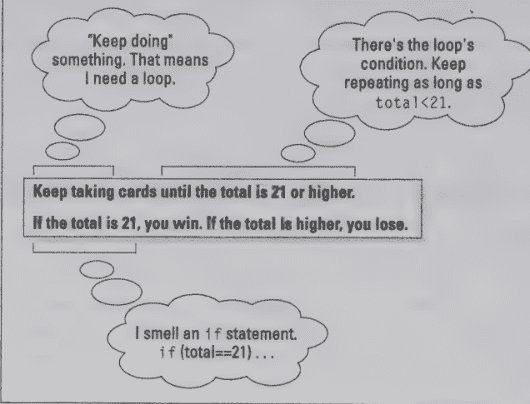 "Keep doing"
something. That means
I need a loop.
There's the loop's
condition. Keep
repeating as long as
total<21.
Keep taking cards until the total is 21 or higher.
If the total is 21, you win. If the total is higher, you lose.
I smell an if statement.
if (total==21)...